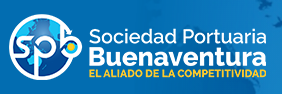 spb
Sociedad Portuaria
Buenaventura
EL ALIADO DE LA COMPETITIVIDAD